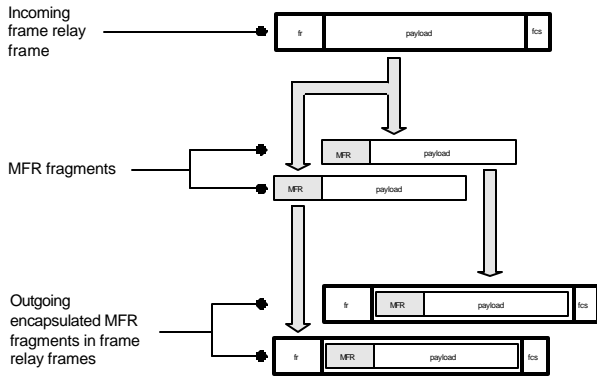 Incoming
frame relay
frame
fr payload fcs
MFR fragments
MFR payload
MFR payload
Outgoing
encapsulated MFR
fragments in frame
relay frames
fr MFR payload fcs
fr MFR payload fcs